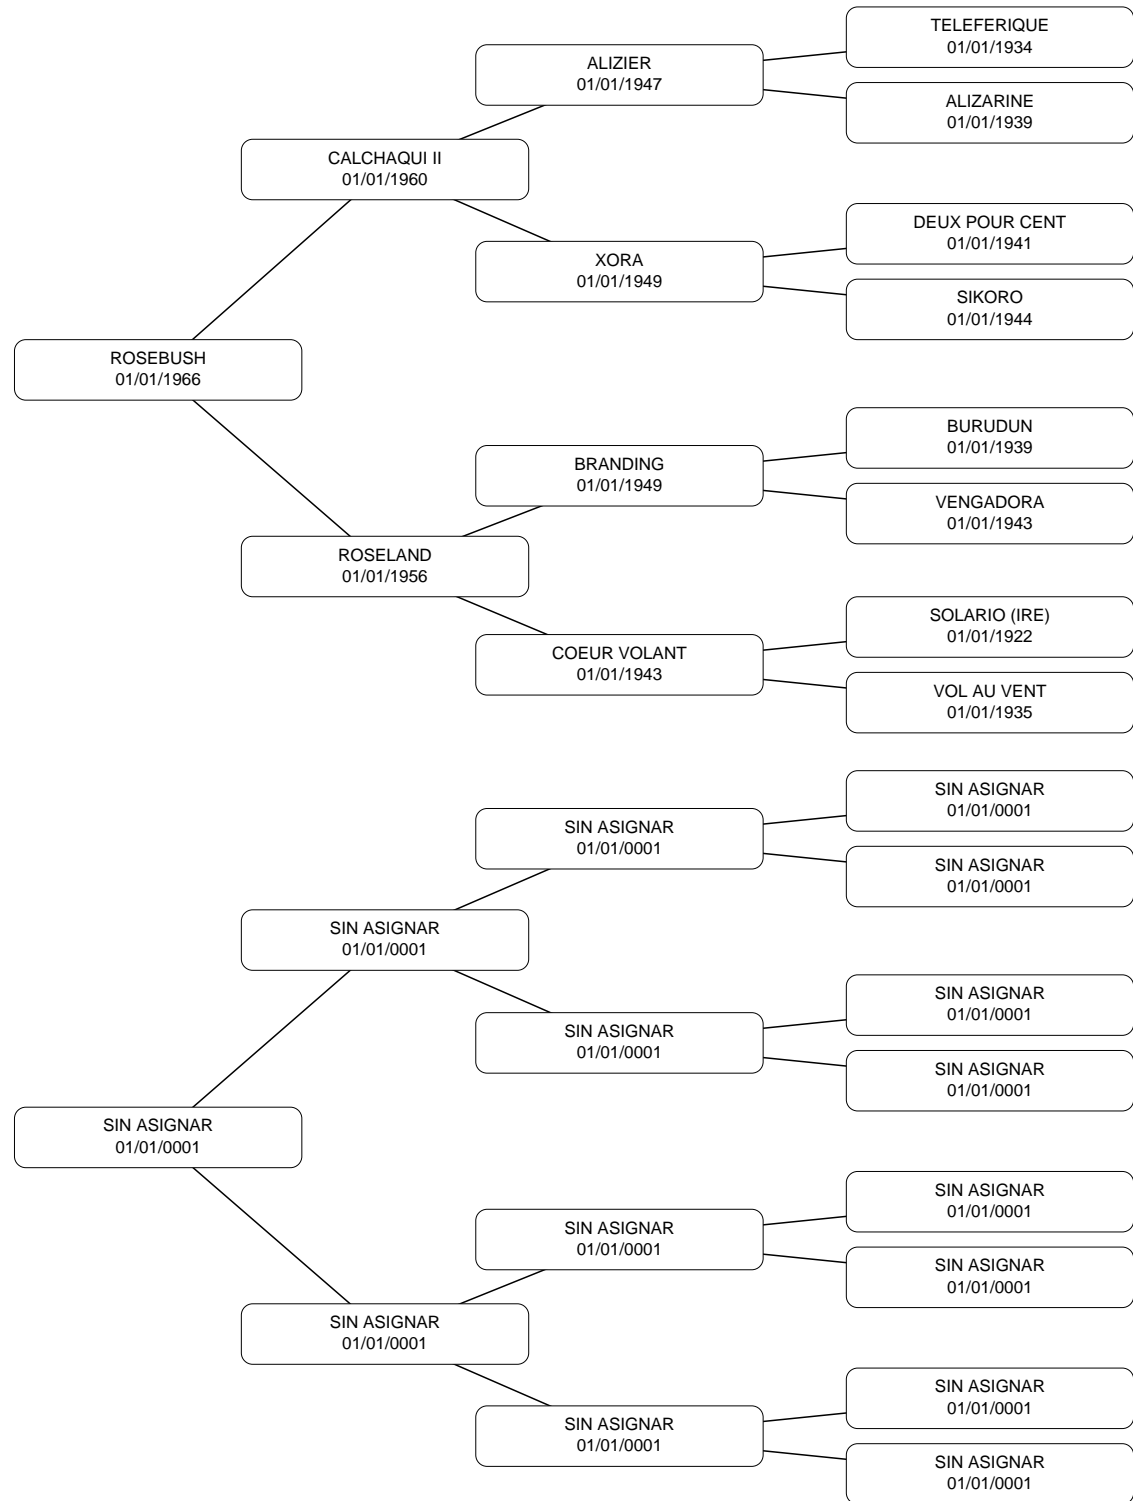 TELEFERIQUE
01/01/1934
ALIZIER
01/01/1947
ALIZARINE
01/01/1939
CALCHAQUI II
01/01/1960
DEUX POUR CENT
01/01/1941
XORA
01/01/1949
SIKORO
01/01/1944
ROSEBUSH
01/01/1966
BURUDUN
01/01/1939
BRANDING
01/01/1949
VENGADORA
01/01/1943
ROSELAND
01/01/1956
SOLARIO (IRE)
01/01/1922
COEUR VOLANT
01/01/1943
VOL AU VENT
01/01/1935
SIN ASIGNAR
01/01/0001
SIN ASIGNAR
01/01/0001
SIN ASIGNAR
01/01/0001
SIN ASIGNAR
01/01/0001
SIN ASIGNAR
01/01/0001
SIN ASIGNAR
01/01/0001
SIN ASIGNAR
01/01/0001
SIN ASIGNAR
01/01/0001
SIN ASIGNAR
01/01/0001
SIN ASIGNAR
01/01/0001
SIN ASIGNAR
01/01/0001
SIN ASIGNAR
01/01/0001
SIN ASIGNAR
01/01/0001
SIN ASIGNAR
01/01/0001
SIN ASIGNAR
01/01/0001